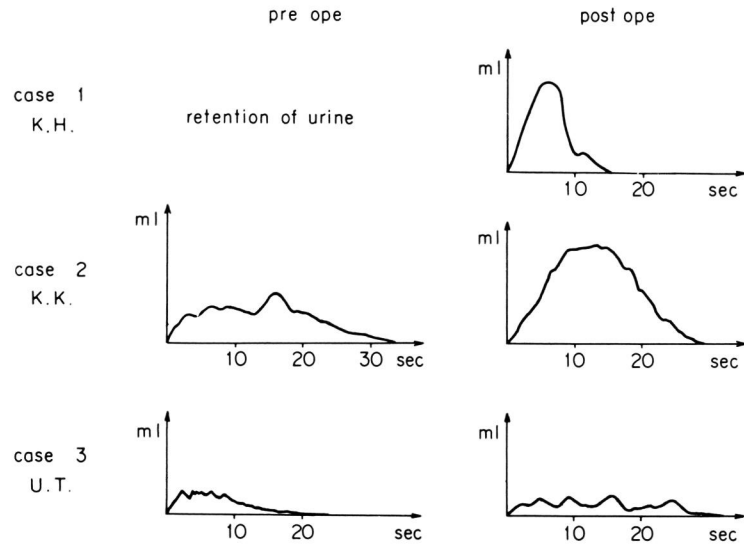 pre ope post ope
case 1
K.H.
retention of urine
ml
10 20 sec
case 2
K.K.
ml
10 20 30 sec
ml
10 20 sec
case 3
U.T.
ml
10 20 sec
ml
10 20 sec